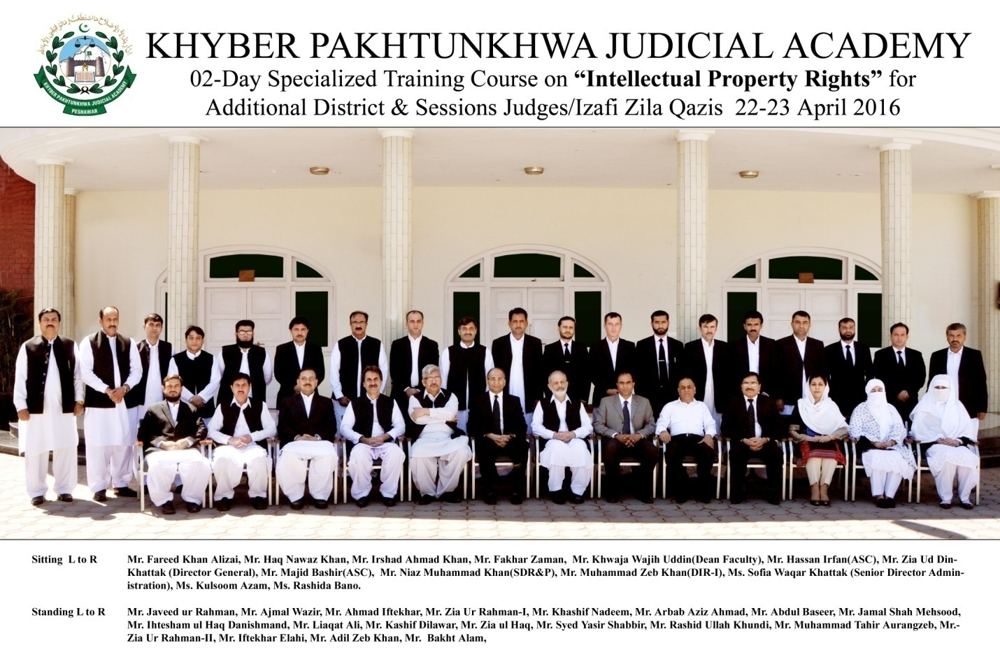 KHYBER PAKHTUNKHWA JUDICIAL ACADEMY
02-Day Specialized Training Course on “Intellectual Property Rights” for
Additional District & Sessions Judges/Izafi Zila Qazis 22-23 April 2016
KHYBER PAKHTUNKHWA JUDICIAL ACADEMY
PESHAWAR
Sitting L to R Mr. Fareed Khan Alizai, Mr. Haq Nawaz Khan, Mr. Irshad Ahmad Khan, Mr. Fakhar Zaman, Mr. Khwaja Wajih Uddin(Dean Faculty), Mr. Hassan Irfan(ASC), Mr. Zia Ud Din-
Khattak (Director General), Mr. Majid Bashir(ASC), Mr. Niaz Muhammad Khan(SDR&P), Mr. Muhammad Zeb Khan(DIR-I), Ms. Sofia Waqar Khattak (Senior Director Admin-
istration), Ms. Kulsoom Azam, Ms. Rashida Bano.
Standing L to R Mr. Javeed ur Rahman, Mr. Ajmal Wazir, Mr. Ahmad Iftekhar, Mr. Zia Ur Rahman-I, Mr. Khashif Nadeem, Mr. Arbab Aziz Ahmad, Mr. Abdul Baseer, Mr. Jamal Shah Mehsood,
Mr. Ihtesham ul Haq Danishmand, Mr. Liaqat Ali, Mr. Kashif Dilawar, Mr. Zia ul Haq, Mr. Syed Yasir Shabbir, Mr. Rashid Ullah Khundi, Mr. Muhammad Tahir Aurangzeb, Mr.-
Zia Ur Rahman-II, Mr. Iftekhar Elahi, Mr. Adil Zeb Khan, Mr. Bakht Alam,